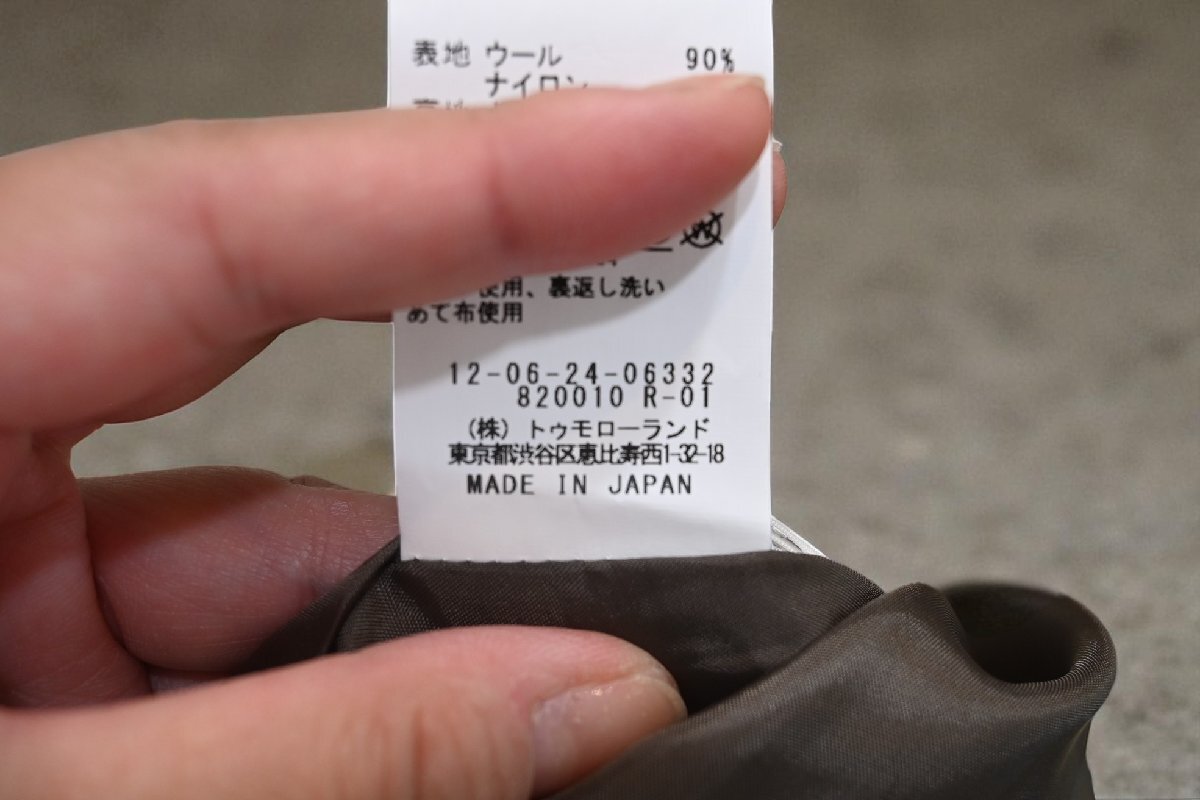 表地 ウール 90%
ナイロン
使用、裏返し洗い
あて布使用
12-06-24-06332
820010 R-01
(株)トゥモローランド
東京都渋谷区恵比寿西1-32-18
MADE IN JAPAN